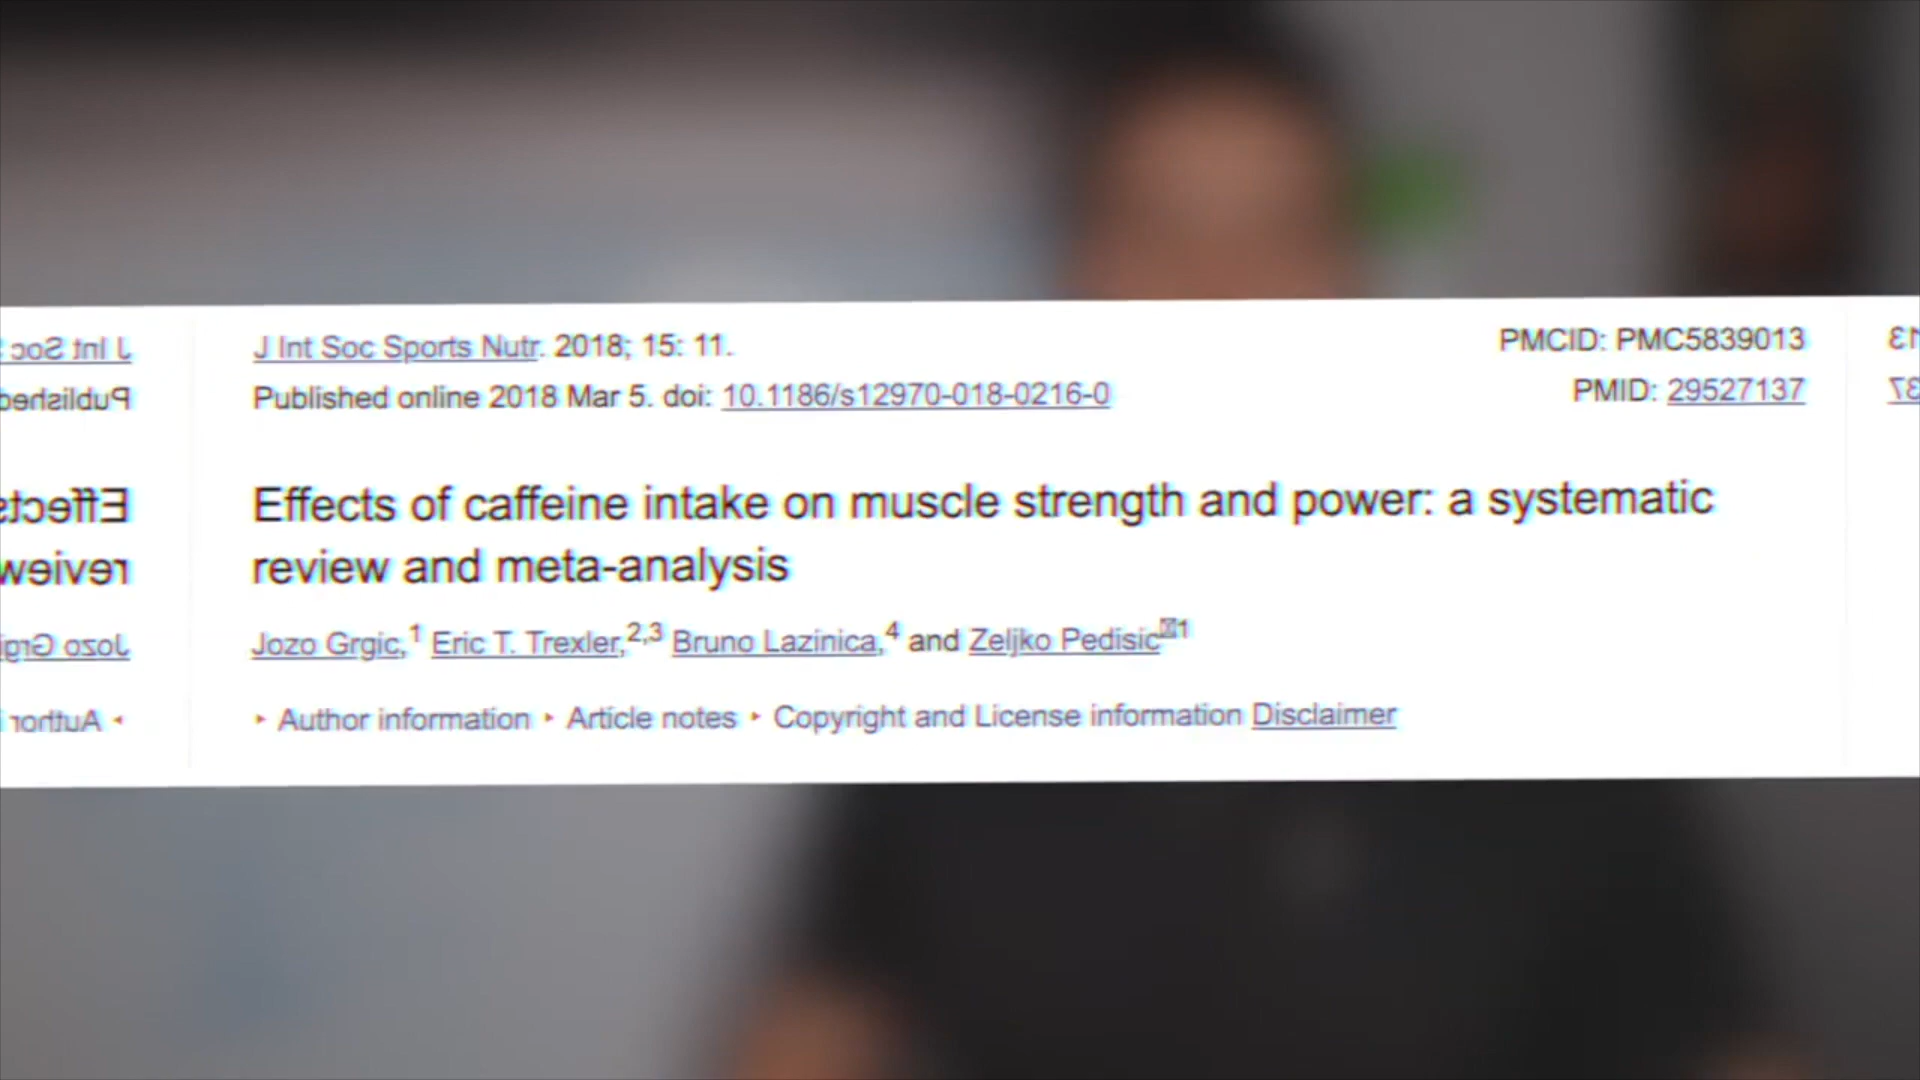 J Int Soc Sports Nutr. 2018; 15: 11.
PMCID: PMC5839013
Published online 2018 Mar 5. doi: 10.1186/s12970-018-0216-0
PMID: 29527137
Effects of caffeine intake on muscle strength and power: a systematic
review and meta-analysis
Jozo Grgic,1 Eric T. Trexler,2,3 Bruno Lazinica,4 and Zeljko Pedisic1
Author information Article notes Copyright and License information Disclaimer